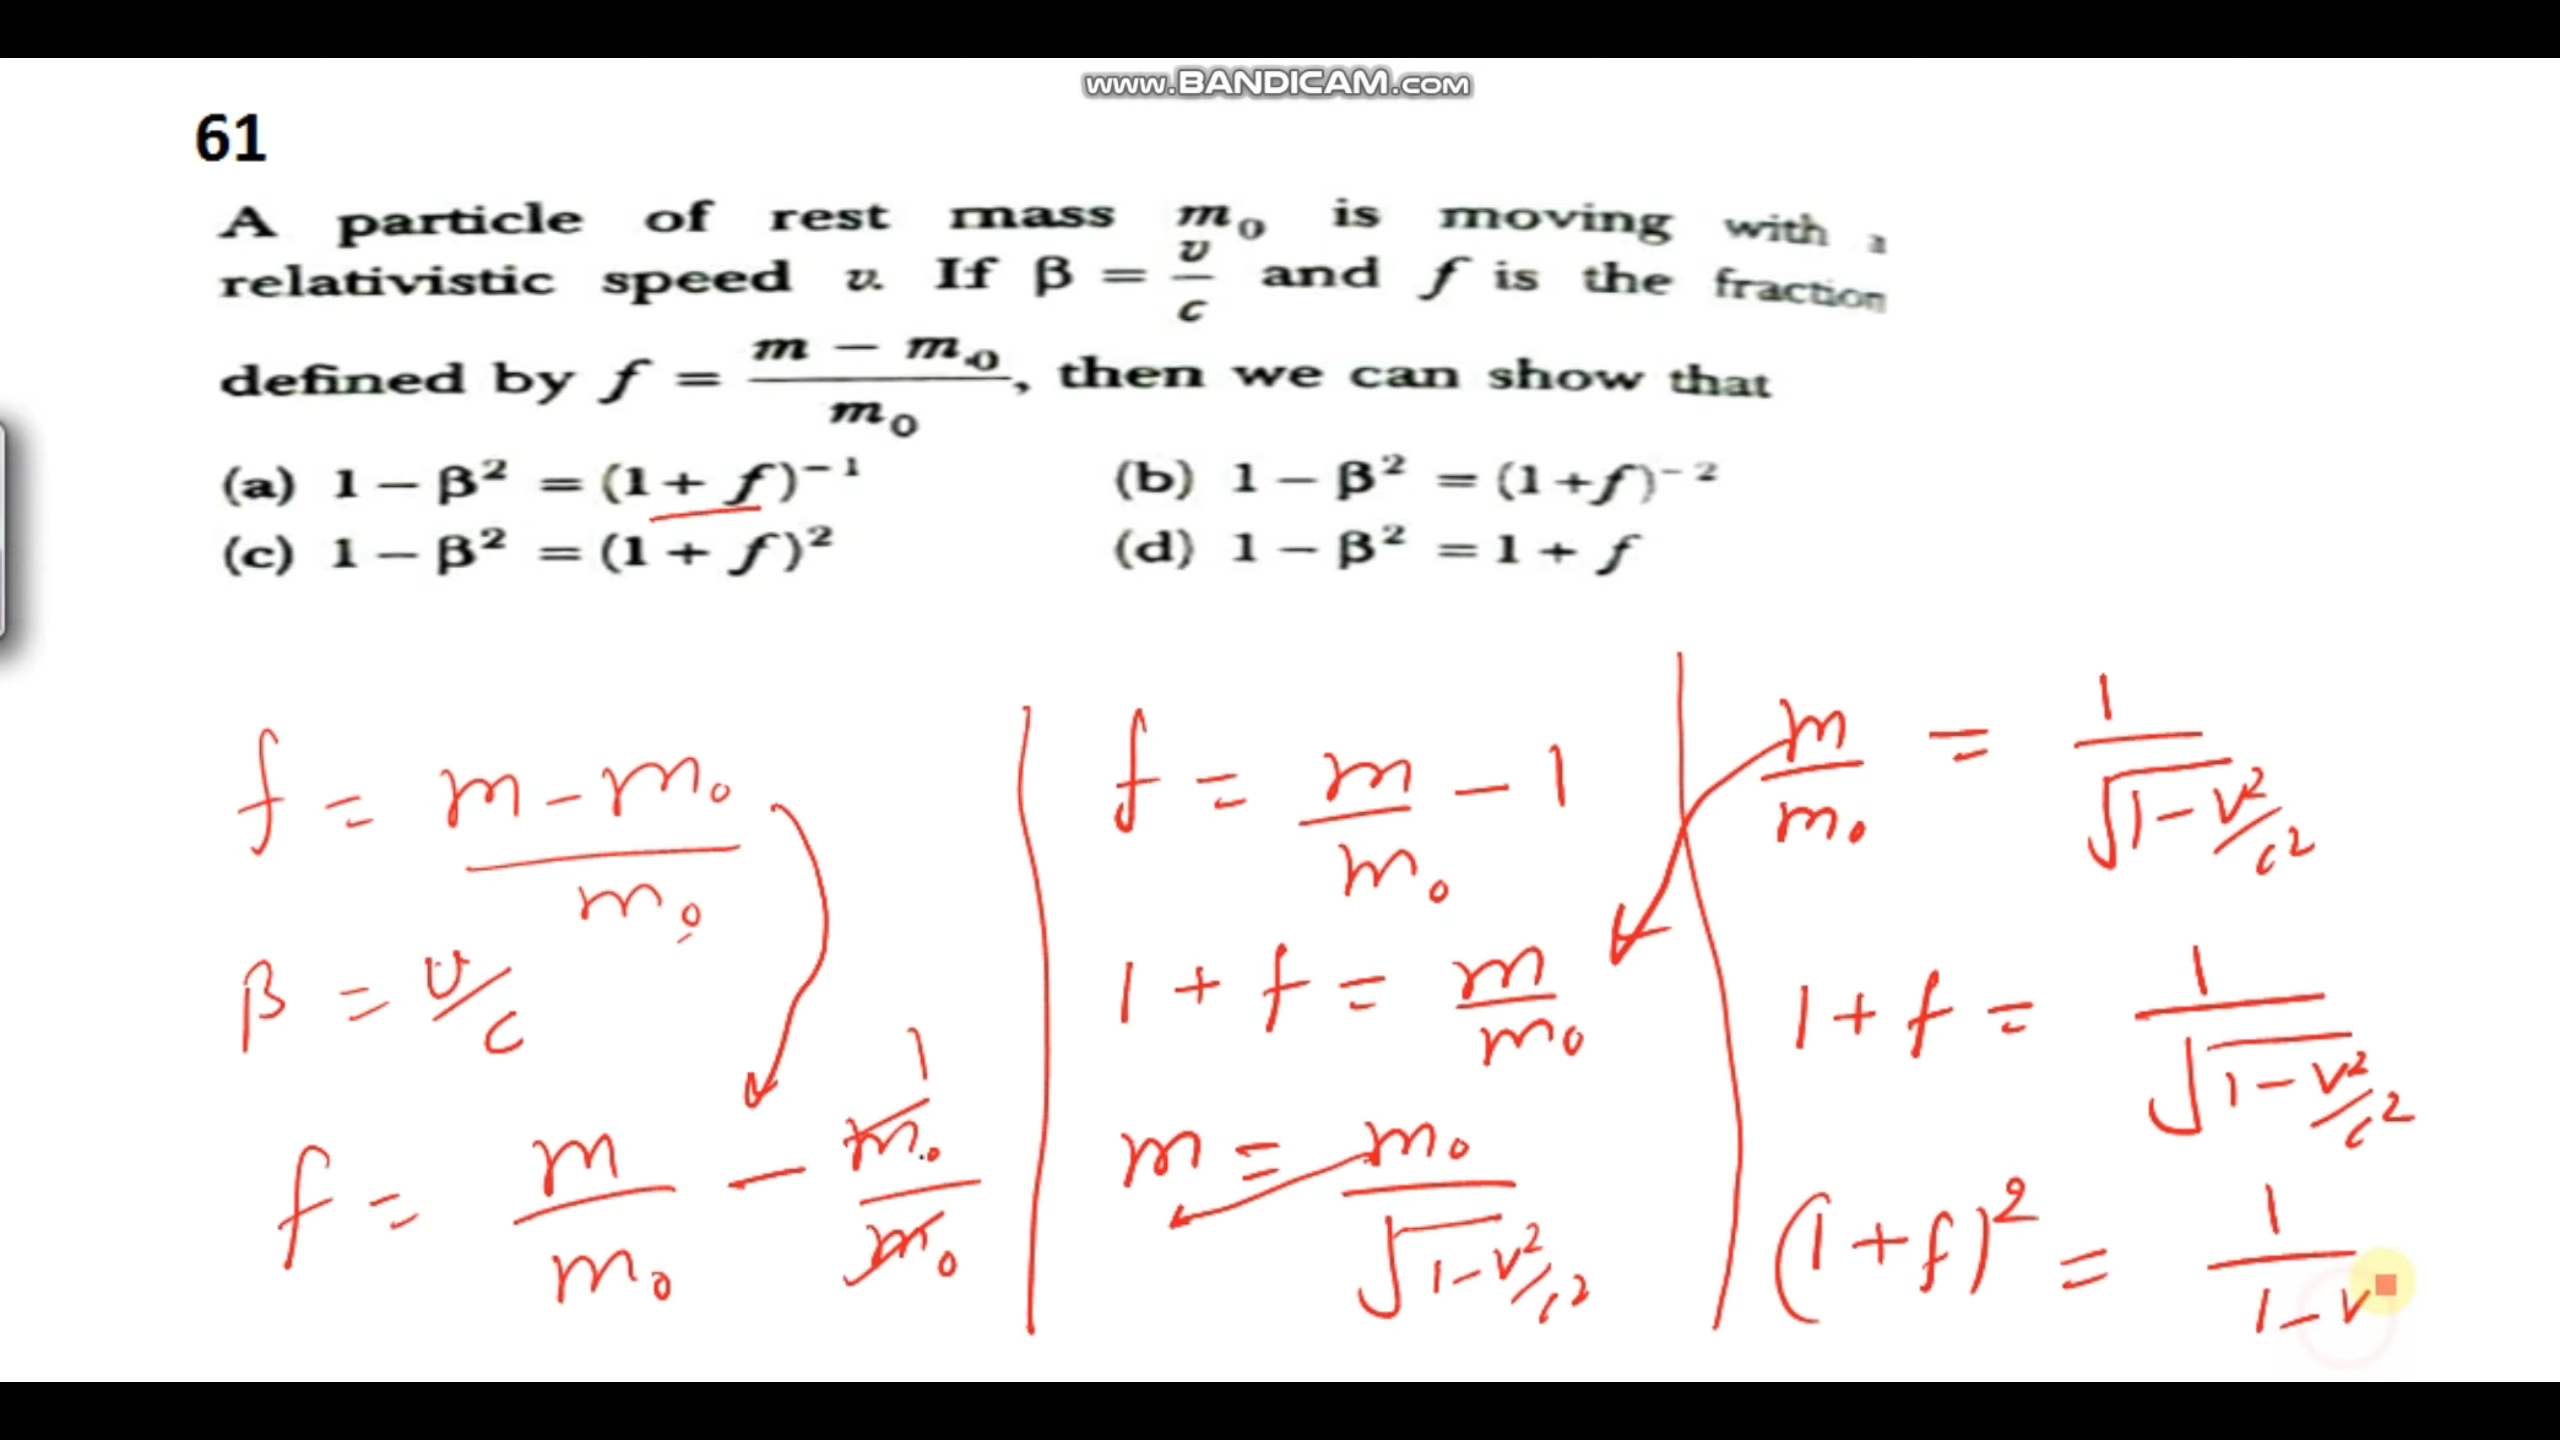 www.BANDICAM.com
61
A particle of rest mass m₀ is moving with a
relativistic speed v. If β = v/c and f is the fraction
defined by f = (m − m₀)/m₀, then we can show that
(a) 1 − β² = (1 + f)⁻¹ (b) 1 − β² = (1+f)⁻²
(c) 1 − β² = (1 + f)² (d) 1 − β² = 1 + f
f = (m − m₀)/m₀
β = v/c
f = m/m₀ − m₀/m₀ 1
f = m/m₀ − 1
1 + f = m/m₀
m = m₀/√(1 − v²/c²)
m/m₀ = 1/√(1 − v²/c²)
1 + f = 1/√(1 − v²/c²)
(1 + f)² = 1/(1 − v